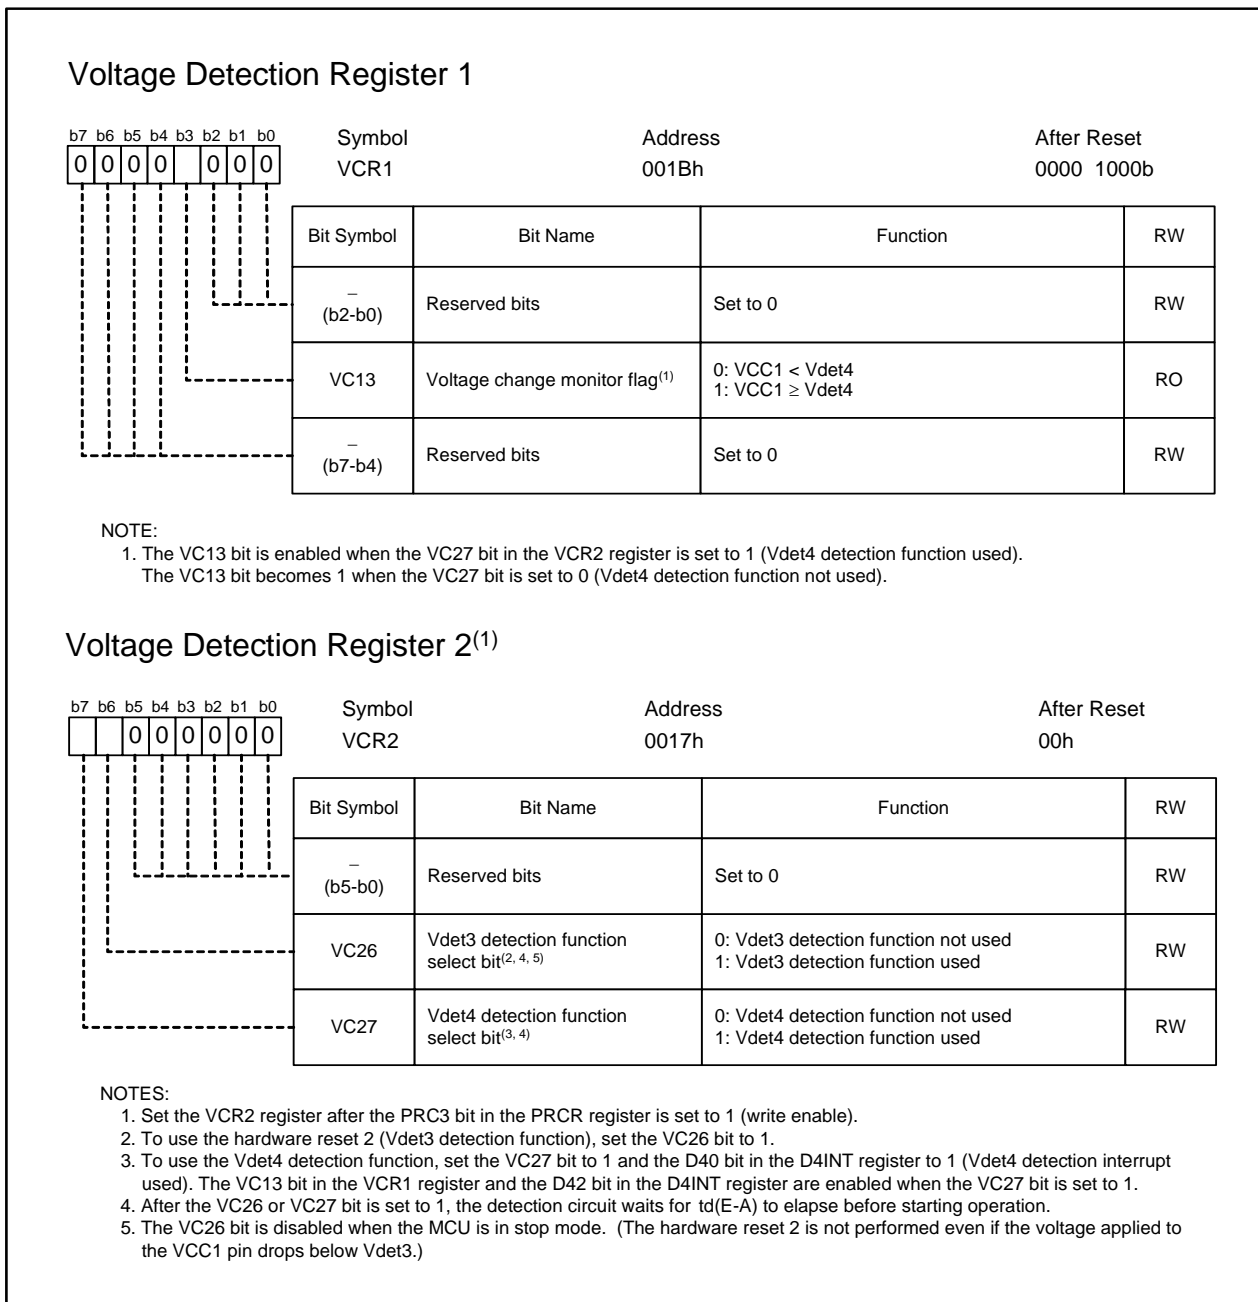 Voltage Detection Register 1
b7 b6 b5 b4 b3 b2 b1 b0 Symbol Address After Reset
0 0 0 0 0 0 0 VCR1 001Bh 0000 1000b
Bit Symbol Bit Name Function RW
–
(b2-b0) Reserved bits Set to 0 RW
VC13 Voltage change monitor flag(1) 0: VCC1 < Vdet4
1: VCC1 ≥ Vdet4 RO
–
(b7-b4) Reserved bits Set to 0 RW
NOTE:
1. The VC13 bit is enabled when the VC27 bit in the VCR2 register is set to 1 (Vdet4 detection function used).
The VC13 bit becomes 1 when the VC27 bit is set to 0 (Vdet4 detection function not used).
Voltage Detection Register 2(1)
b7 b6 b5 b4 b3 b2 b1 b0 Symbol Address After Reset
0 0 0 0 0 0 VCR2 0017h 00h
Bit Symbol Bit Name Function RW
–
(b5-b0) Reserved bits Set to 0 RW
VC26 Vdet3 detection function
select bit(2, 4, 5) 0: Vdet3 detection function not used
1: Vdet3 detection function used RW
VC27 Vdet4 detection function
select bit(3, 4) 0: Vdet4 detection function not used
1: Vdet4 detection function used RW
NOTES:
1. Set the VCR2 register after the PRC3 bit in the PRCR register is set to 1 (write enable).
2. To use the hardware reset 2 (Vdet3 detection function), set the VC26 bit to 1.
3. To use the Vdet4 detection function, set the VC27 bit to 1 and the D40 bit in the D4INT register to 1 (Vdet4 detection interrupt
used). The VC13 bit in the VCR1 register and the D42 bit in the D4INT register are enabled when the VC27 bit is set to 1.
4. After the VC26 or VC27 bit is set to 1, the detection circuit waits for td(E-A) to elapse before starting operation.
5. The VC26 bit is disabled when the MCU is in stop mode. (The hardware reset 2 is not performed even if the voltage applied to
the VCC1 pin drops below Vdet3.)